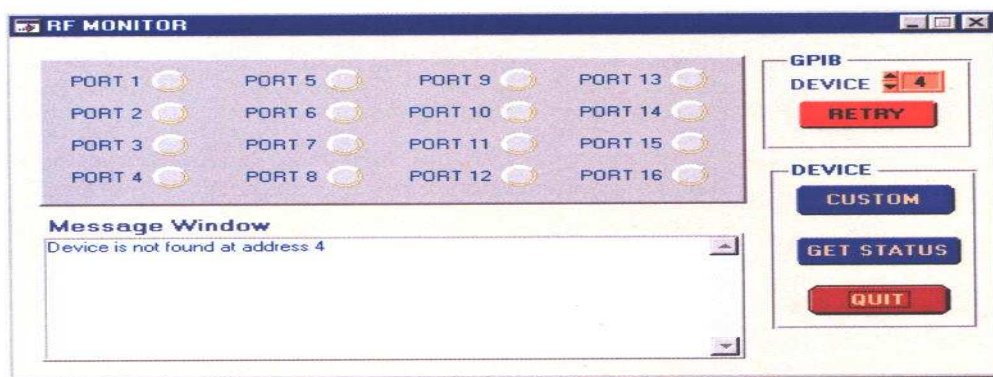 RF MONITOR
PORT 1 PORT 5 PORT 9 PORT 13
PORT 2 PORT 6 PORT 10 PORT 14
PORT 3 PORT 7 PORT 11 PORT 15
PORT 4 PORT 8 PORT 12 PORT 16
GPIB
DEVICE 4
RETRY
DEVICE
CUSTOM
GET STATUS
QUIT
Message Window
Device is not found at address 4